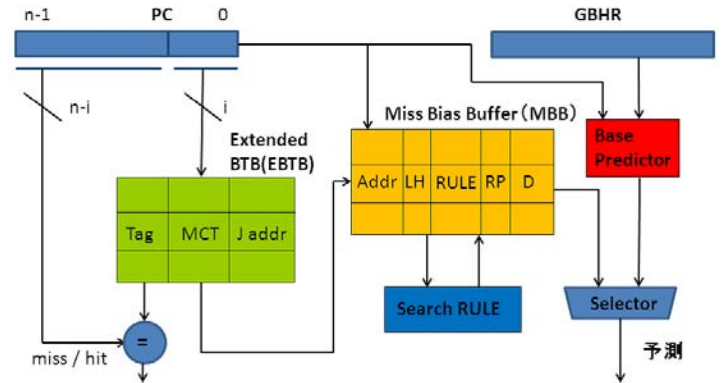 n-1 PC 0
GBHR
n-i
i
Miss Bias Buffer(MBB)
Extended
BTB(EBTB)
Base
Predictor
Addr LH RULE RP D
Tag MCT J addr
Search RULE
Selector
=
miss / hit
予測